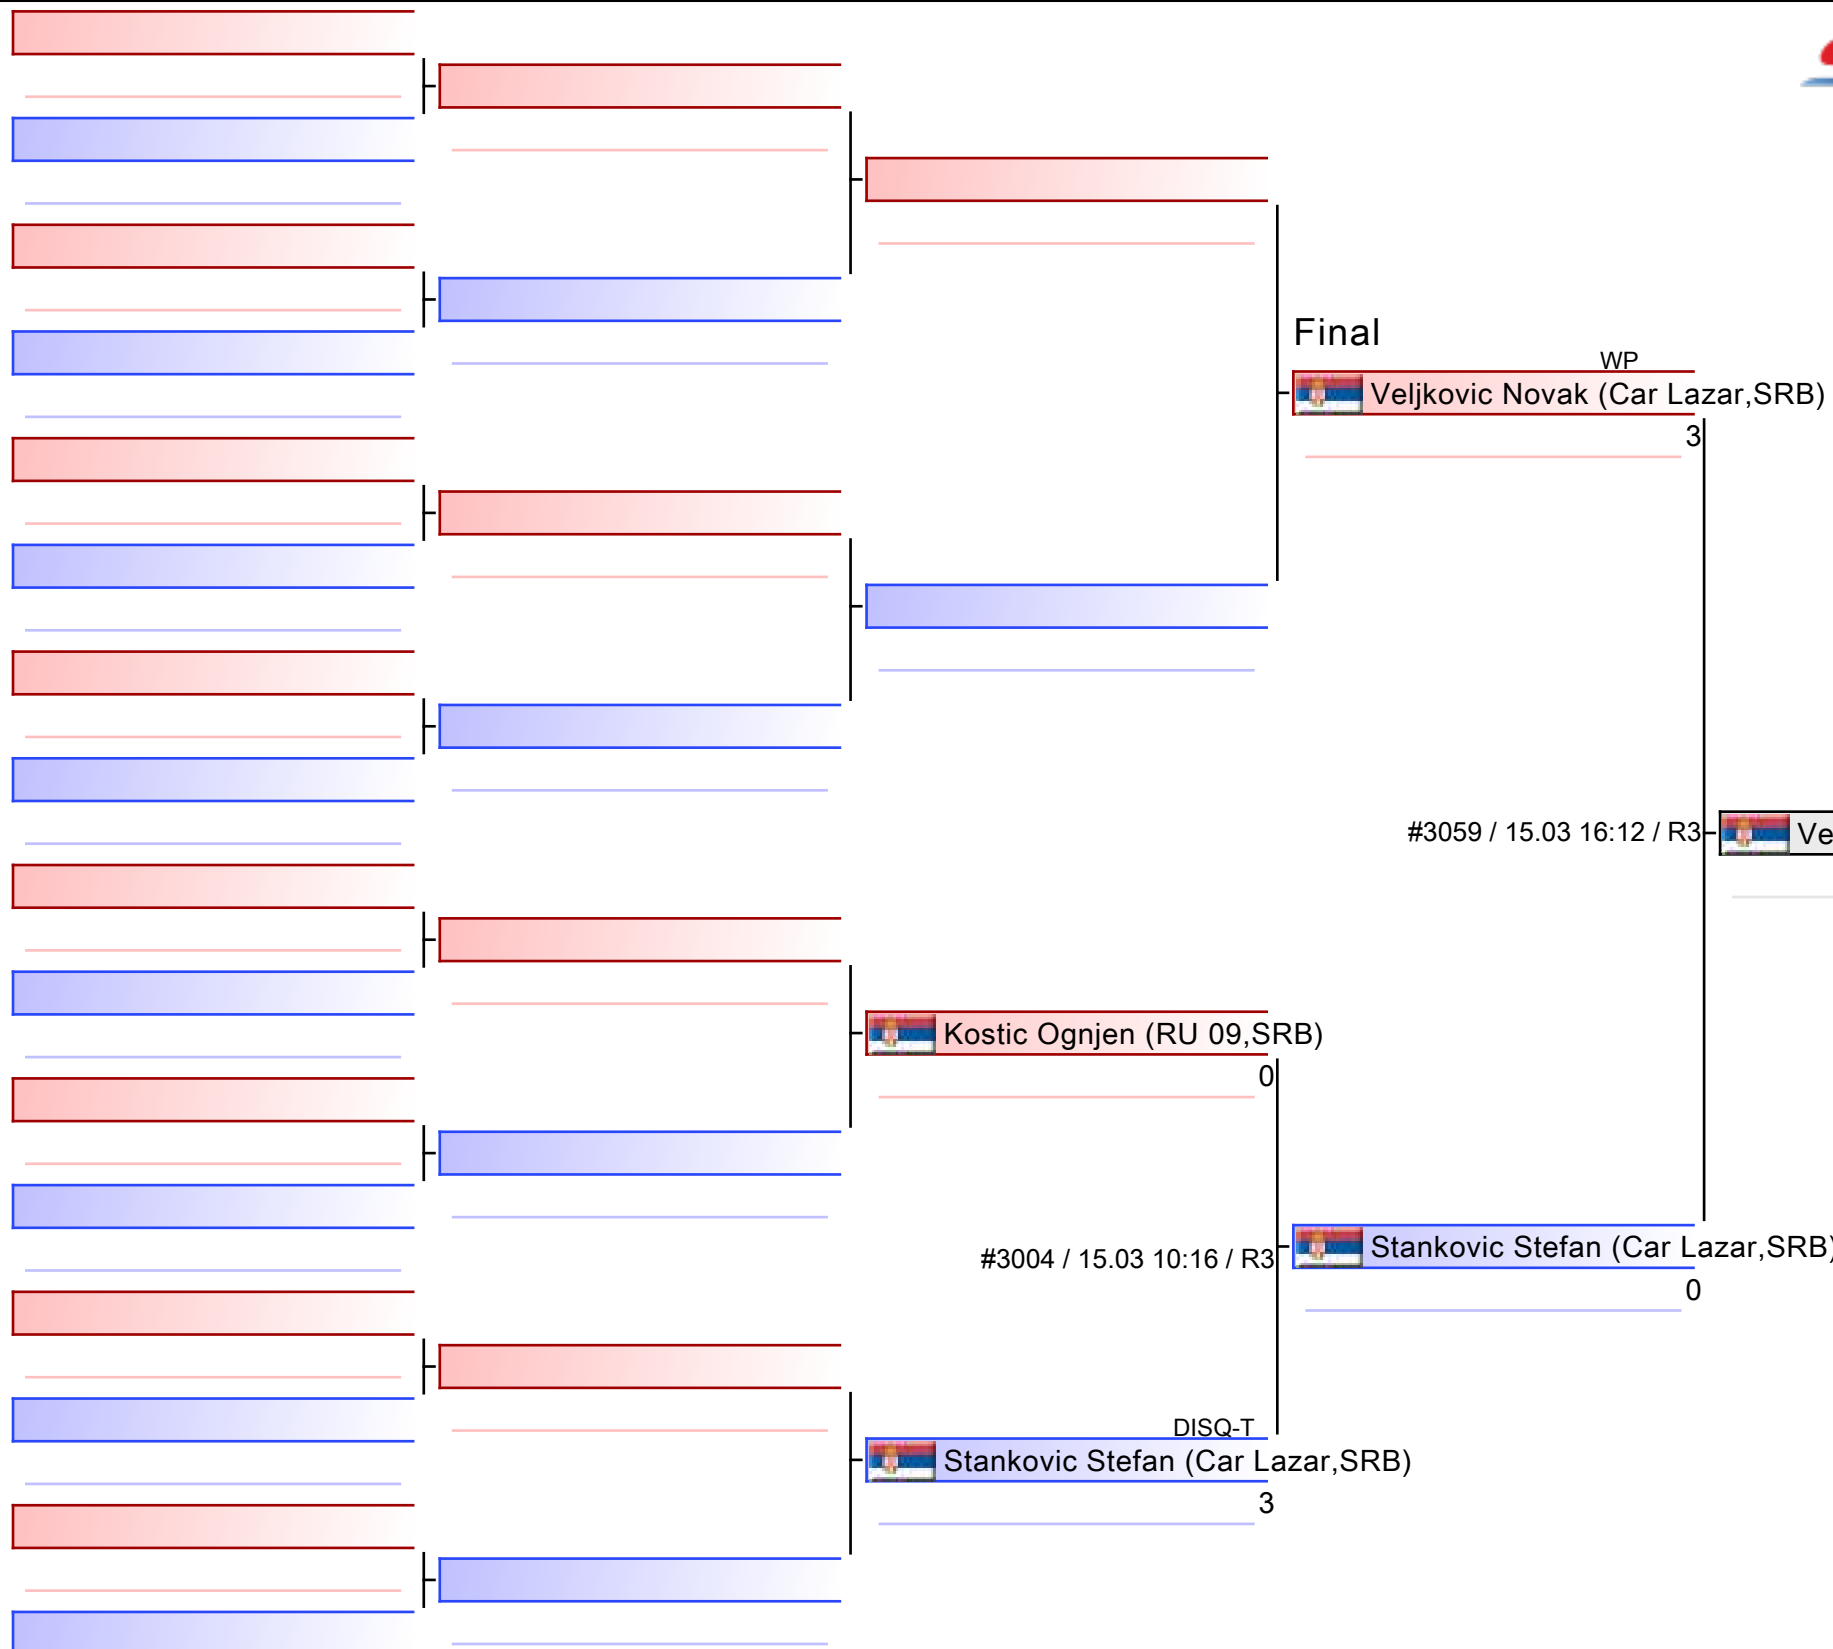 Final
WP
Veljkovic Novak (Car Lazar,SRB)
3
#3059 / 15.03 16:12 / R3
Ve
Kostic Ognjen (RU 09,SRB)
0
#3004 / 15.03 10:16 / R3
Stankovic Stefan (Car Lazar,SRB)
0
DISQ-T
Stankovic Stefan (Car Lazar,SRB)
3